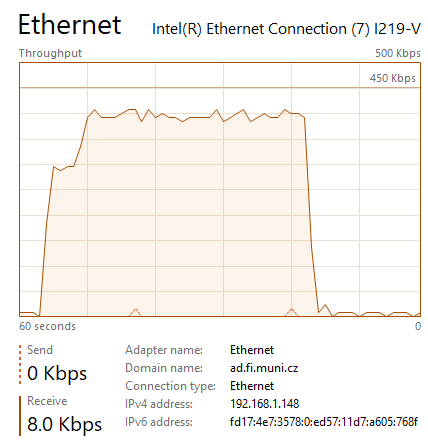 Ethernet Intel(R) Ethernet Connection (7) I219-V
Throughput 500 Kbps
450 Kbps
60 seconds 0
Send
0 Kbps
Receive
8.0 Kbps
Adapter name: Ethernet
Domain name: ad.fi.muni.cz
Connection type: Ethernet
IPv4 address: 192.168.1.148
IPv6 address: fd17:4e7:3578:0:ed57:11d7:a605:768f